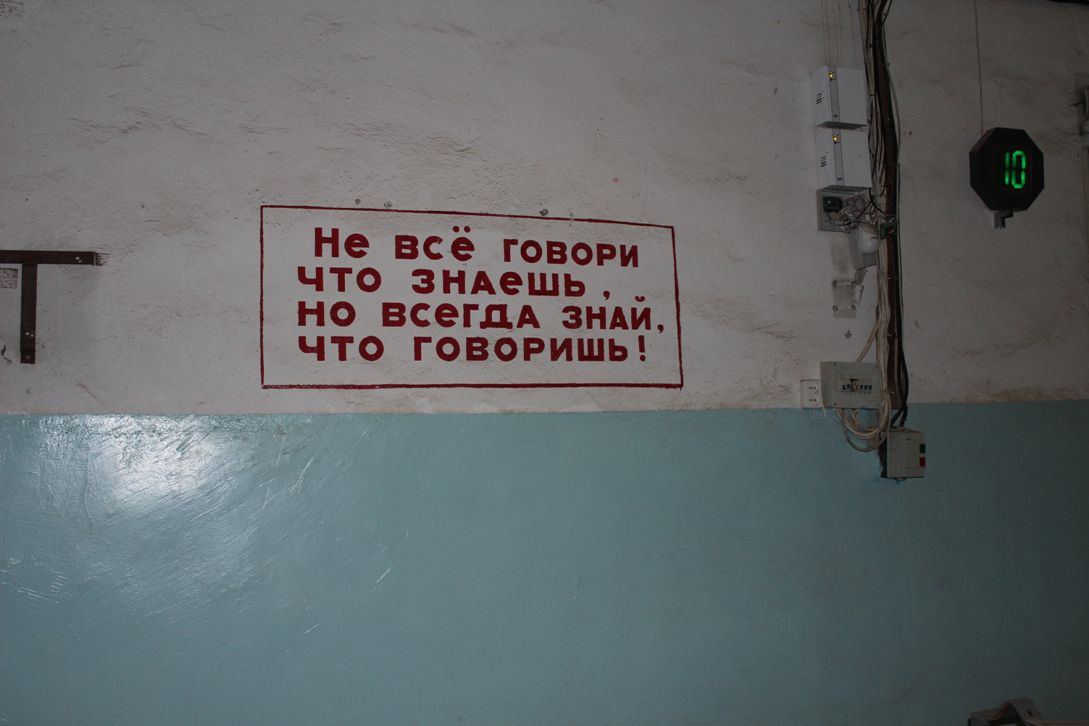 Не всё говори
что знаешь,
но всегда знай,
что говоришь!
10